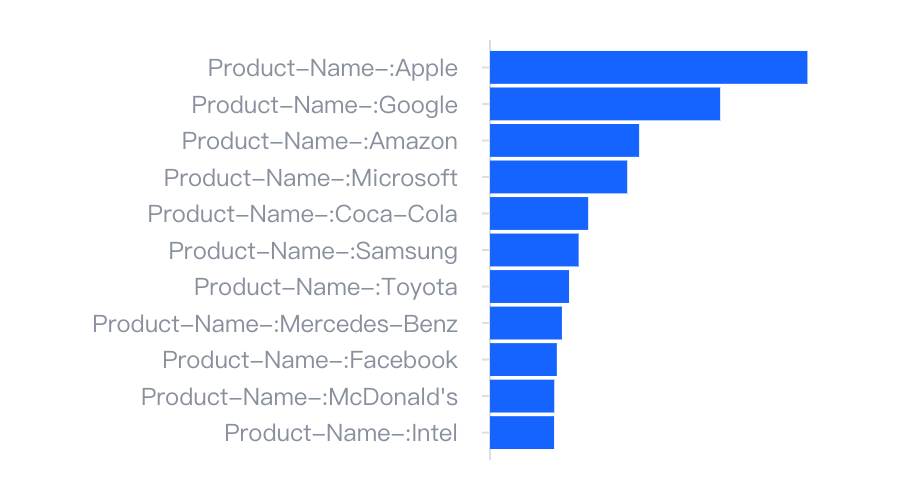 Product–Name–:Apple
Product–Name–:Google
Product–Name–:Amazon
Product–Name–:Microsoft
Product–Name–:Coca–Cola
Product–Name–:Samsung
Product–Name–:Toyota
Product–Name–:Mercedes–Benz
Product–Name–:Facebook
Product–Name–:McDonald's
Product–Name–:Intel